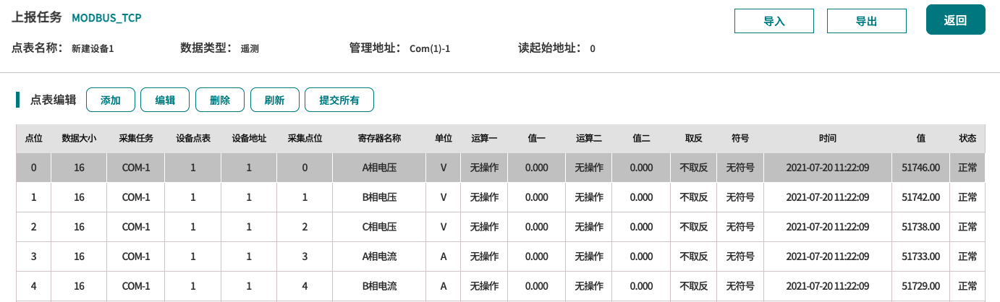 上报任务 MODBUS_TCP 导入 导出 返回
点表名称： 新建设备1 数据类型： 遥测 管理地址： Com(1)-1 读起始地址： 0
点表编辑 添加 编辑 删除 刷新 提交所有
点位 数据大小 采集任务 设备点表 设备地址 采集点位 寄存器名称 单位 运算一 值一 运算二 值二 取反 符号 时间 值 状态
0 16 COM-1 1 1 0 A相电压 V 无操作 0.000 无操作 0.000 不取反 无符号 2021-07-20 11:22:09 51746.00 正常
1 16 COM-1 1 1 1 B相电压 V 无操作 0.000 无操作 0.000 不取反 无符号 2021-07-20 11:22:09 51742.00 正常
2 16 COM-1 1 1 2 C相电压 V 无操作 0.000 无操作 0.000 不取反 无符号 2021-07-20 11:22:09 51738.00 正常
3 16 COM-1 1 1 3 A相电流 A 无操作 0.000 无操作 0.000 不取反 无符号 2021-07-20 11:22:09 51733.00 正常
4 16 COM-1 1 1 4 B相电流 A 无操作 0.000 无操作 0.000 不取反 无符号 2021-07-20 11:22:09 51729.00 正常